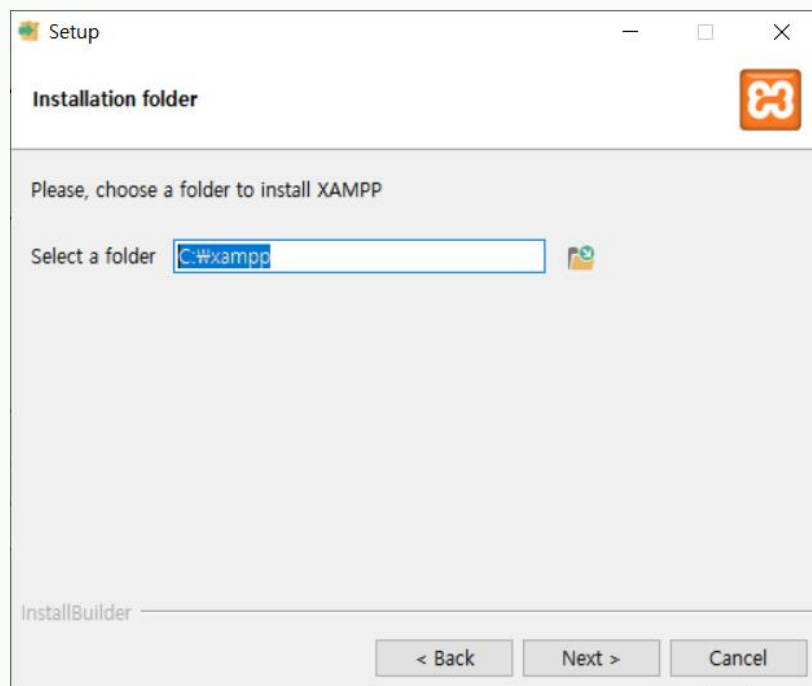 Setup
Installation folder
Please, choose a folder to install XAMPP
Select a folder C:₩xampp
InstallBuilder
< Back Next > Cancel